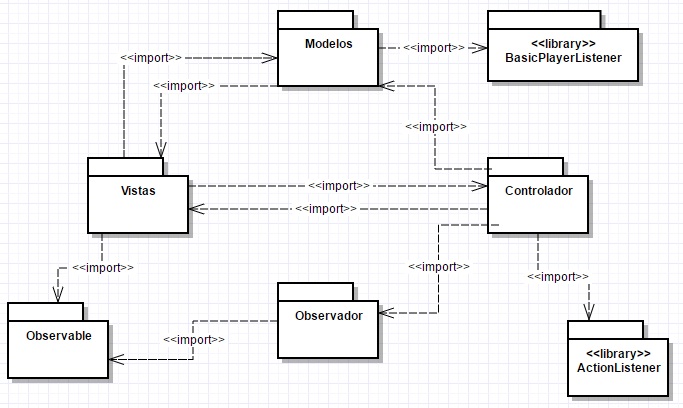 Modelos
<<library>>
BasicPlayerListener
<<import>>
<<import>>
<<import>>
<<import>>
Vistas
<<import>>
<<import>>
Controlador
<<import>>
<<import>>
<<import>>
Observable
Observador
<<import>>
<<library>>
ActionListener